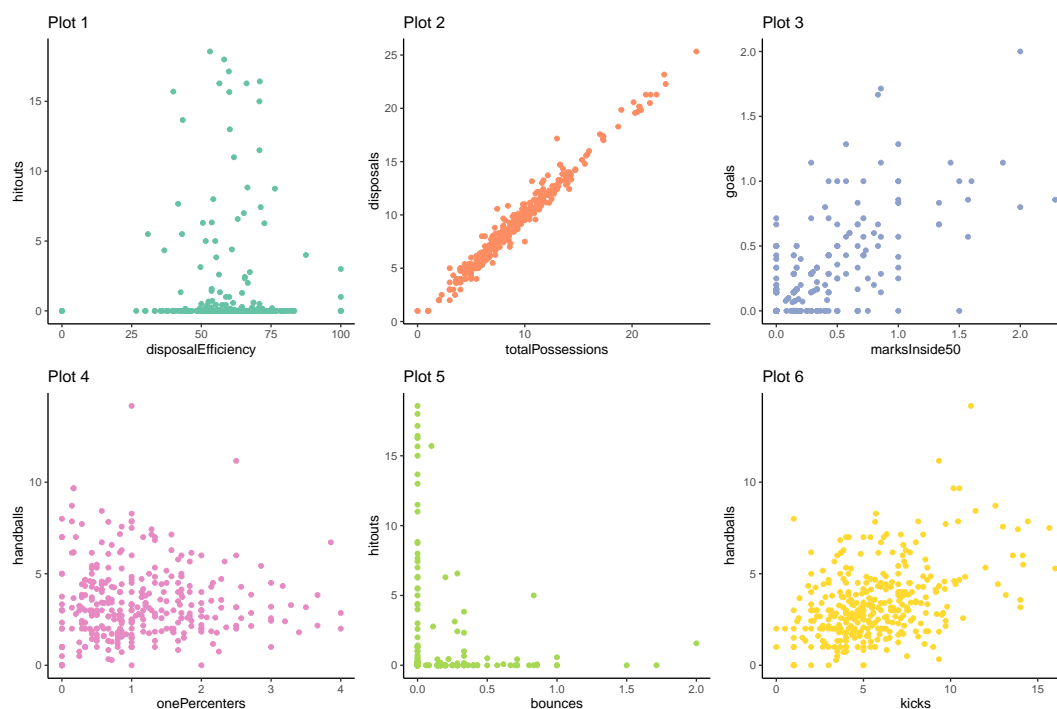 Plot 1
hitouts
15
10
5
0
0
25
50
75
100
disposalEfficiency
Plot 2
disposals
25
20
15
10
5
0
0
10
20
totalPossessions
Plot 3
goals
2.0
1.5
1.0
0.5
0.0
0.0
0.5
1.0
1.5
2.0
marksInside50
Plot 4
handballs
10
5
0
0
1
2
3
4
onePercenters
Plot 5
hitouts
15
10
5
0
0.0
0.5
1.0
1.5
2.0
bounces
Plot 6
handballs
10
5
0
0
5
10
15
kicks